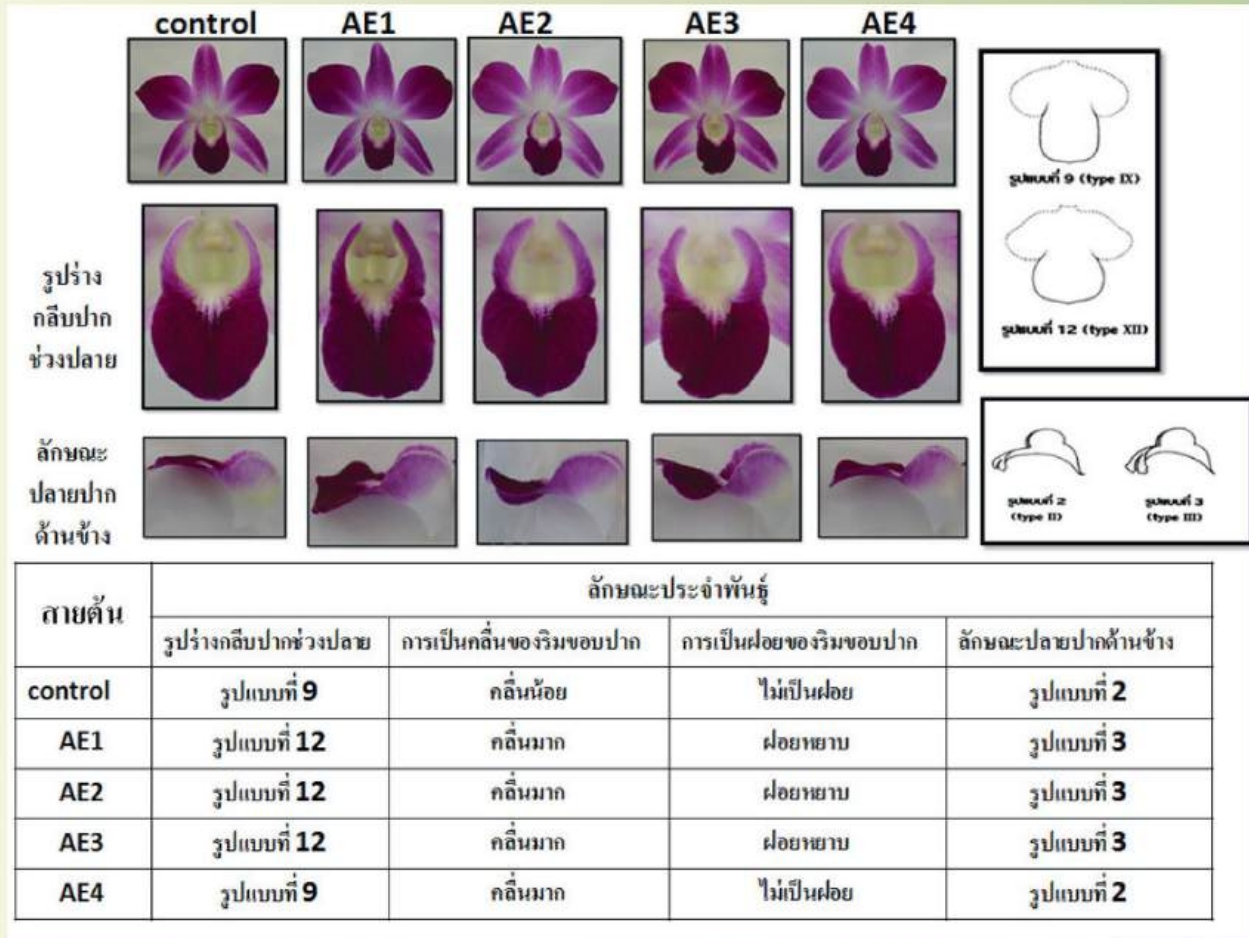 control AE1 AE2 AE3 AE4
รูปแบบที่ 9 (type IX)
รูปแบบที่ 12 (type XII)
รูปร่าง
กลีบปาก
ช่วงปลาย
ลักษณะ
ปลายปาก
ด้านข้าง
รูปแบบที่ 2
(type II)
รูปแบบที่ 3
(type III)
สายต้น
ลักษณะประจำพันธุ์
รูปร่างกลีบปากช่วงปลาย การเป็นคลื่นของริมขอบปาก การเป็นฝอยของริมขอบปาก ลักษณะปลายปากด้านข้าง
control รูปแบบที่ 9 คลื่นน้อย ไม่เป็นฝอย รูปแบบที่ 2
AE1 รูปแบบที่ 12 คลื่นมาก ฝอยหยาบ รูปแบบที่ 3
AE2 รูปแบบที่ 12 คลื่นมาก ฝอยหยาบ รูปแบบที่ 3
AE3 รูปแบบที่ 12 คลื่นมาก ฝอยหยาบ รูปแบบที่ 3
AE4 รูปแบบที่ 9 คลื่นมาก ไม่เป็นฝอย รูปแบบที่ 2